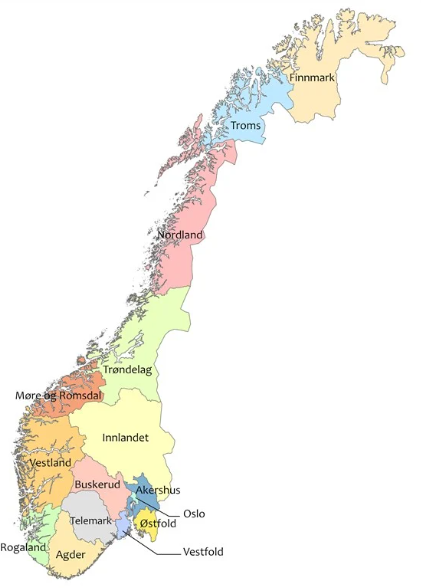 Finnmark
Troms
Nordland
Trøndelag
Møre og Romsdal
Innlandet
Vestland
Buskerud
Akershus
Oslo
Telemark
Østfold
Rogaland
Agder
Vestfold